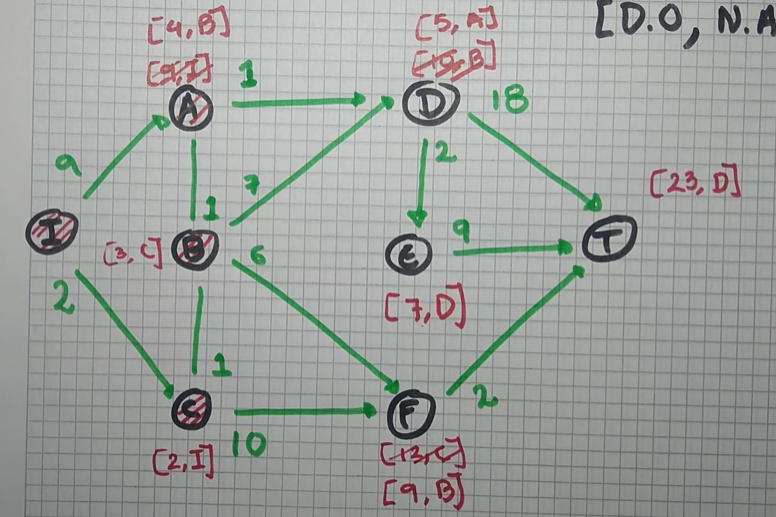 [4, B]
[5, A]
[D.O, N.A
[9, I]
[10, B]
1
A
D
18
9
2
7
[23, D]
1
I
[3, C]
B
6
E
9
T
2
[7, D]
1
C
F
2
[2, I]
10
[13, C]
[9, B]